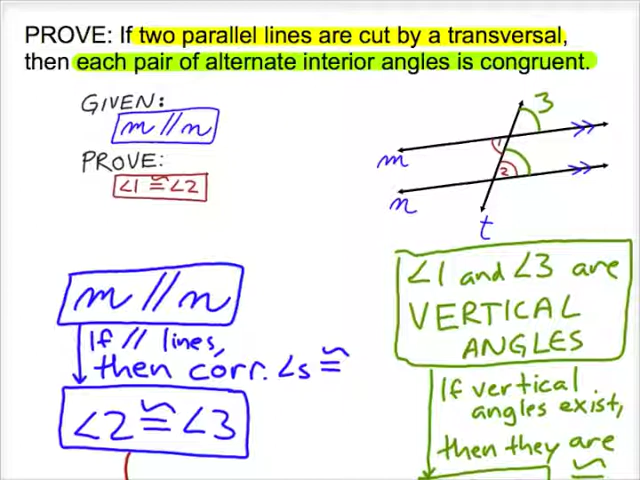 PROVE: If two parallel lines are cut by a transversal,
then each pair of alternate interior angles is congruent.
GIVEN:
m // n
PROVE:
∠1 ≅ ∠2
3
1
m
2
n
t
m // n
If // lines,
then corr. ∠s ≅
∠2 ≅ ∠3
∠1 and ∠3 are
VERTICAL
ANGLES
If vertical
angles exist,
then they are
≅